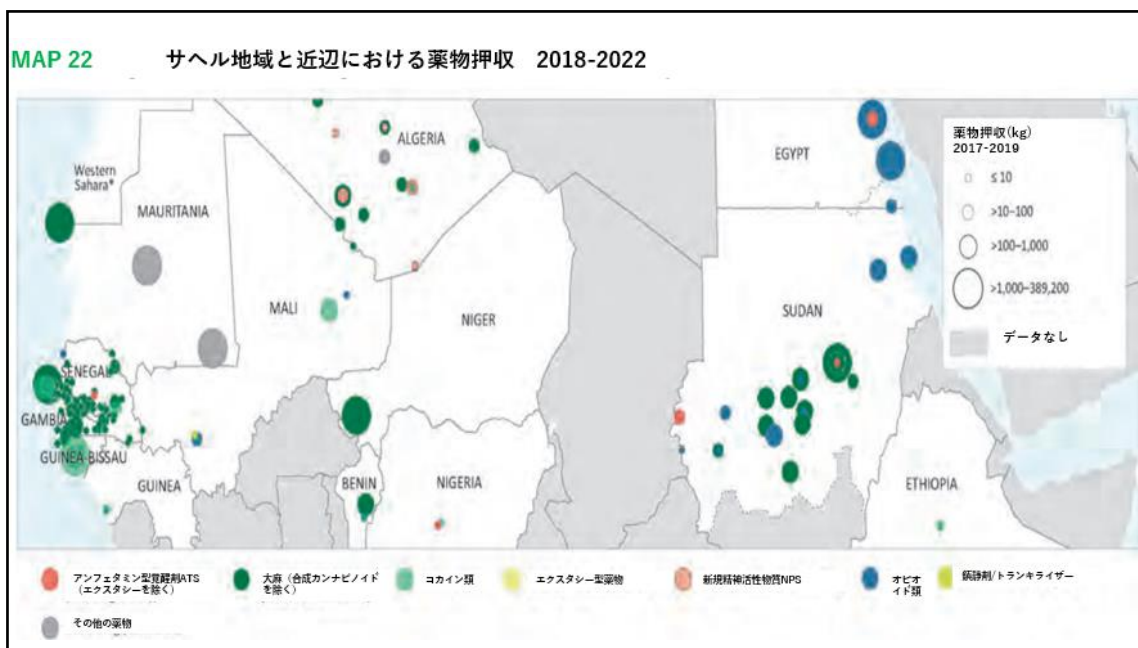 MAP 22 サヘル地域と近辺における薬物押収 2018-2022
ALGERIA
EGYPT
薬物押収(kg)
2017-2019
≤ 10
>10–100
>100–1,000
>1,000–389,200
データなし
Western
Sahara*
MAURITANIA
MALI
NIGER
SUDAN
SENEGAL
GAMBIA
GUINEA-BISSAU
GUINEA
BENIN
NIGERIA
ETHIOPIA
アンフェタミン型覚醒剤ATS
(エクスタシーを除く)
大麻(合成カンナビノイド
を除く)
コカイン類
エクスタシー型薬物
新規精神活性物質NPS
オピオ
イド類
鎮静剤/トランキライザー
その他の薬物